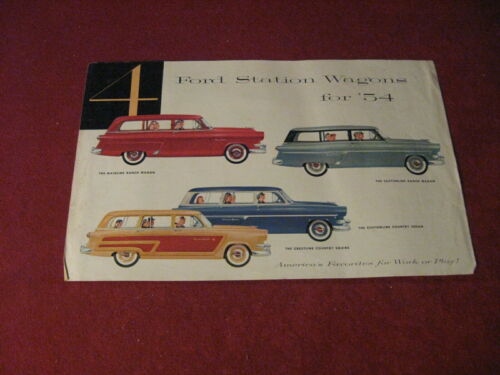 4
Ford Station Wagons
for '54
THE MAINLINE RANCH WAGON
THE CUSTOMLINE RANCH WAGON
THE CUSTOMLINE COUNTRY SEDAN
THE CRESTLINE COUNTRY SQUIRE
America's Favorites for Work or Play!